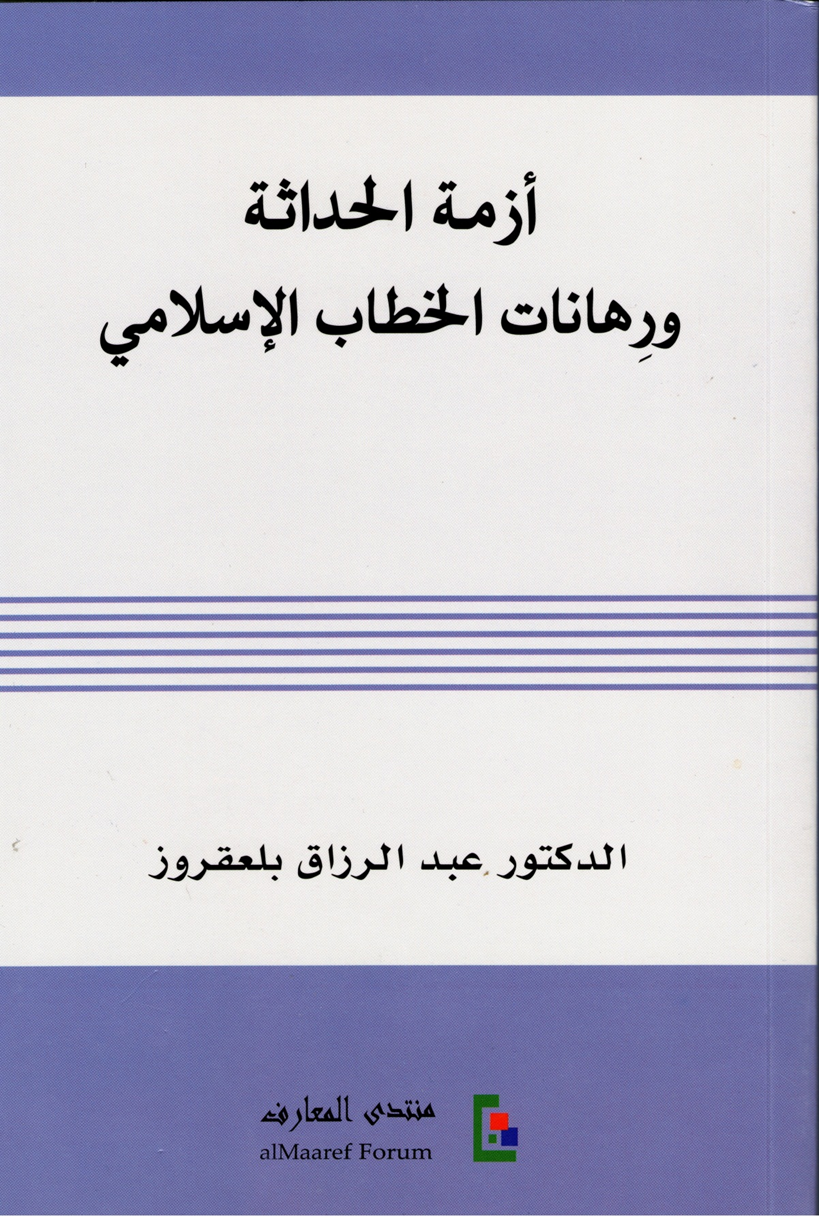 أزمة الحداثة
ورِهانات الخطاب الإسلامي
الدكتور عبد الرزاق بلعقروز
منتدى المعارف
alMaaref Forum